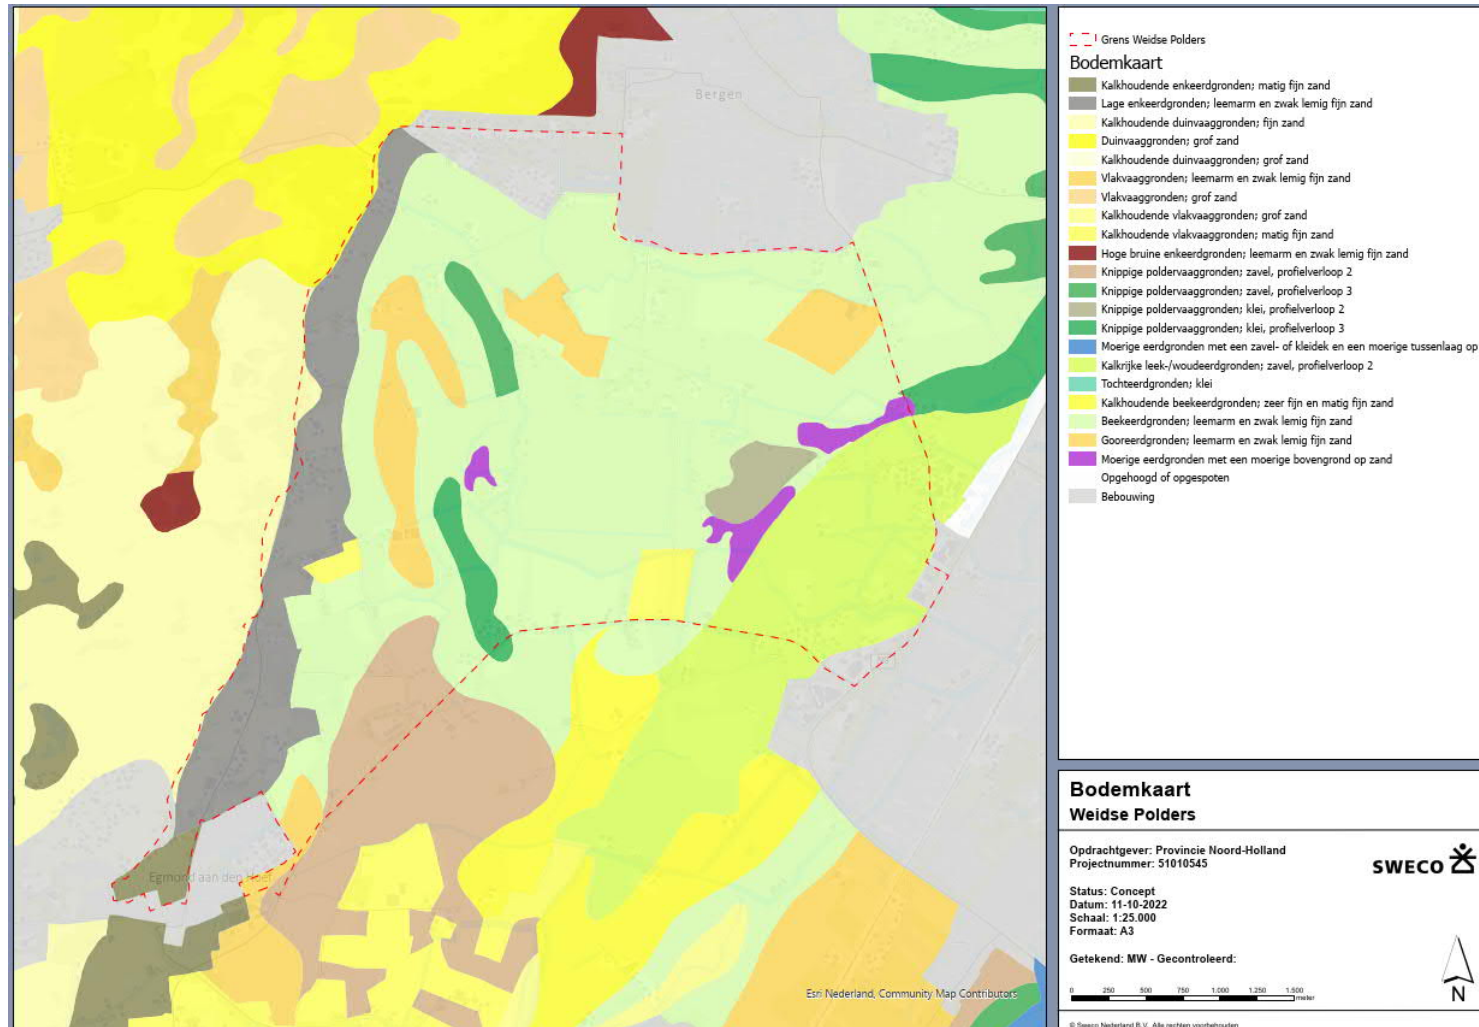 Bergen
Egmond aan den Hoef
Esri Nederland, Community Map Contributors
Grens Weidse Polders
Bodemkaart
Kalkhoudende enkeerdgronden; matig fijn zand
Lage enkeerdgronden; leemarm en zwak lemig fijn zand
Kalkhoudende duinvaaggronden; fijn zand
Duinvaaggronden; grof zand
Kalkhoudende duinvaaggronden; grof zand
Vlakvaaggronden; leemarm en zwak lemig fijn zand
Vlakvaaggronden; grof zand
Kalkhoudende vlakvaaggronden; grof zand
Kalkhoudende vlakvaaggronden; matig fijn zand
Hoge bruine enkeerdgronden; leemarm en zwak lemig fijn zand
Knippige poldervaaggronden; zavel, profielverloop 2
Knippige poldervaaggronden; zavel, profielverloop 3
Knippige poldervaaggronden; klei, profielverloop 2
Knippige poldervaaggronden; klei, profielverloop 3
Moerige eerdgronden met een zavel- of kleidek en een moerige tussenlaag op
Kalkrijke leek-/woudeerdgronden; zavel, profielverloop 2
Tochteerdgronden; klei
Kalkhoudende beekeerdgronden; zeer fijn en matig fijn zand
Beekeerdgronden; leemarm en zwak lemig fijn zand
Gooreerdgronden; leemarm en zwak lemig fijn zand
Moerige eerdgronden met een moerige bovengrond op zand
Opgehoogd of opgespoten
Bebouwing
Bodemkaart
Weidse Polders
Opdrachtgever: Provincie Noord-Holland
Projectnummer: 51010545
SWECO
Status: Concept
Datum: 11-10-2022
Schaal: 1:25.000
Formaat: A3
Getekend: MW - Gecontroleerd:
0 250 500 750 1.000 1.250 1.500
meter
N
© Sweco Nederland B.V. Alle rechten voorbehouden